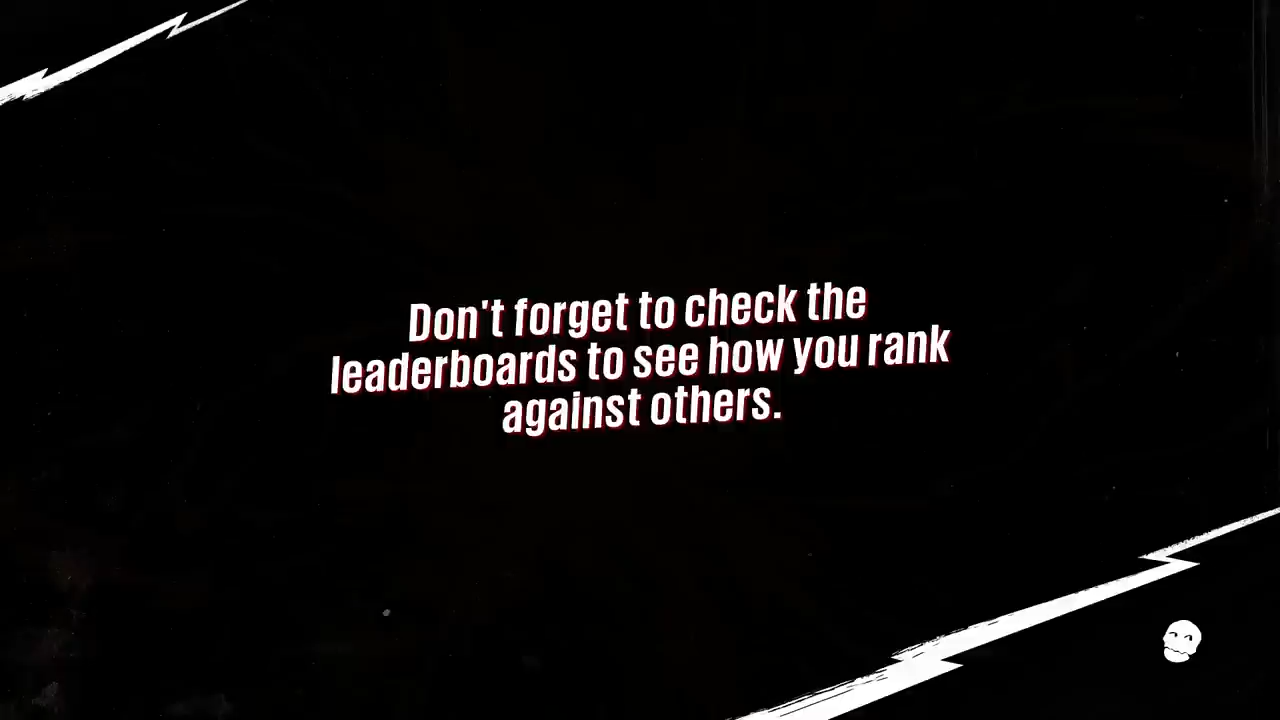 Don't forget to check the
leaderboards to see how you rank
against others.